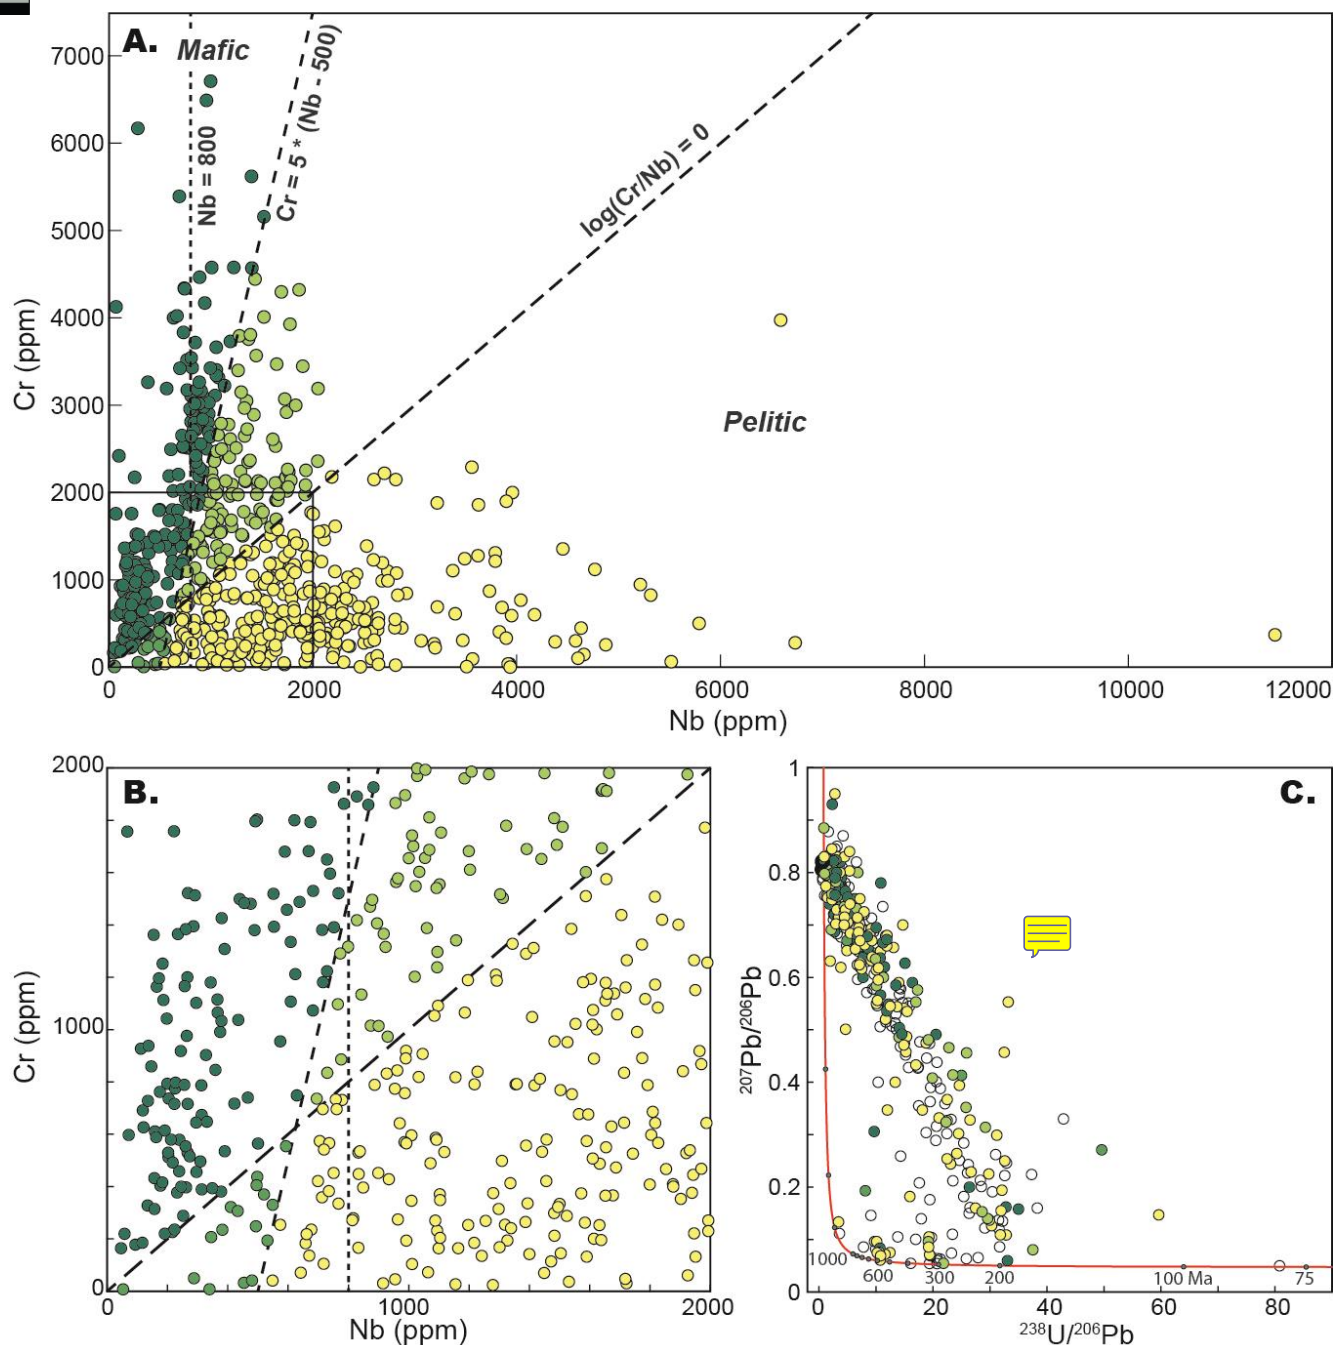 A.
Mafic
Nb = 800
Cr = 5 * (Nb - 500)
log(Cr/Nb) = 0
Pelitic
Cr (ppm)
7000
6000
5000
4000
3000
2000
1000
0
0 2000 4000 6000 8000 10000 12000
Nb (ppm)
B.
Cr (ppm)
2000
1000
0
0 1000 2000
Nb (ppm)
C.
²⁰⁷Pb/²⁰⁶Pb
1
0.8
0.6
0.4
0.2
0
1000 600 300 200 100 Ma 75
0 20 40 60 80
²³⁸U/²⁰⁶Pb